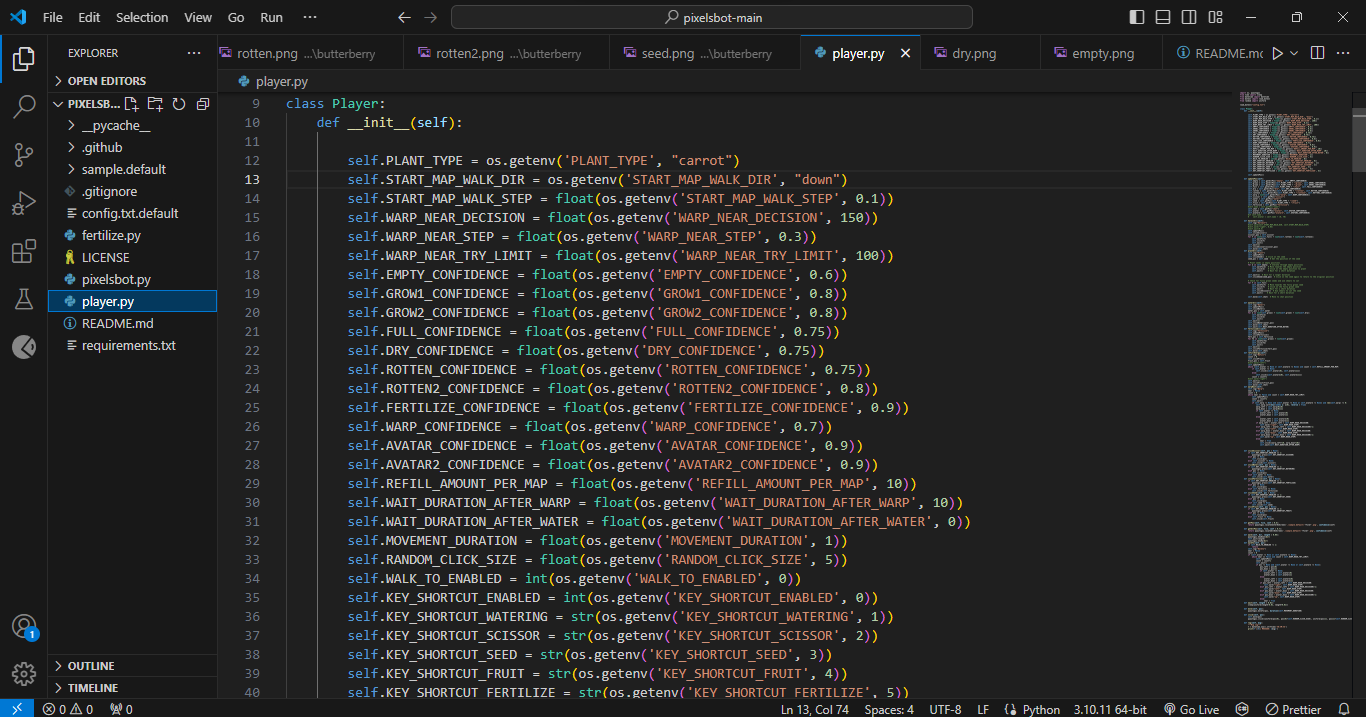 File Edit Selection View Go Run ··· pixelsbot-main
EXPLORER ···
OPEN EDITORS
PIXELSB...
__pycache__
.github
sample.default
.gitignore
config.txt.default
fertilize.py
LICENSE
pixelsbot.py
player.py
README.md
requirements.txt
OUTLINE
TIMELINE
rotten.png ...\butterberry rotten2.png ...\butterberry seed.png ...\butterberry player.py dry.png empty.png README.mc
player.py
9 class Player:
10 def __init__(self):
11
12 self.PLANT_TYPE = os.getenv('PLANT_TYPE', "carrot")
13 self.START_MAP_WALK_DIR = os.getenv('START_MAP_WALK_DIR', "down")
14 self.START_MAP_WALK_STEP = float(os.getenv('START_MAP_WALK_STEP', 0.1))
15 self.WARP_NEAR_DECISION = float(os.getenv('WARP_NEAR_DECISION', 150))
16 self.WARP_NEAR_STEP = float(os.getenv('WARP_NEAR_STEP', 0.3))
17 self.WARP_NEAR_TRY_LIMIT = float(os.getenv('WARP_NEAR_TRY_LIMIT', 100))
18 self.EMPTY_CONFIDENCE = float(os.getenv('EMPTY_CONFIDENCE', 0.6))
19 self.GROW1_CONFIDENCE = float(os.getenv('GROW1_CONFIDENCE', 0.8))
20 self.GROW2_CONFIDENCE = float(os.getenv('GROW2_CONFIDENCE', 0.8))
21 self.FULL_CONFIDENCE = float(os.getenv('FULL_CONFIDENCE', 0.75))
22 self.DRY_CONFIDENCE = float(os.getenv('DRY_CONFIDENCE', 0.75))
23 self.ROTTEN_CONFIDENCE = float(os.getenv('ROTTEN_CONFIDENCE', 0.75))
24 self.ROTTEN2_CONFIDENCE = float(os.getenv('ROTTEN2_CONFIDENCE', 0.8))
25 self.FERTILIZE_CONFIDENCE = float(os.getenv('FERTILIZE_CONFIDENCE', 0.9))
26 self.WARP_CONFIDENCE = float(os.getenv('WARP_CONFIDENCE', 0.7))
27 self.AVATAR_CONFIDENCE = float(os.getenv('AVATAR_CONFIDENCE', 0.9))
28 self.AVATAR2_CONFIDENCE = float(os.getenv('AVATAR2_CONFIDENCE', 0.9))
29 self.REFILL_AMOUNT_PER_MAP = float(os.getenv('REFILL_AMOUNT_PER_MAP', 10))
30 self.WAIT_DURATION_AFTER_WARP = float(os.getenv('WAIT_DURATION_AFTER_WARP', 10))
31 self.WAIT_DURATION_AFTER_WATER = float(os.getenv('WAIT_DURATION_AFTER_WATER', 0))
32 self.MOVEMENT_DURATION = float(os.getenv('MOVEMENT_DURATION', 1))
33 self.RANDOM_CLICK_SIZE = float(os.getenv('RANDOM_CLICK_SIZE', 5))
34 self.WALK_TO_ENABLED = int(os.getenv('WALK_TO_ENABLED', 0))
35 self.KEY_SHORTCUT_ENABLED = int(os.getenv('KEY_SHORTCUT_ENABLED', 0))
36 self.KEY_SHORTCUT_WATERING = str(os.getenv('KEY_SHORTCUT_WATERING', 1))
37 self.KEY_SHORTCUT_SCISSOR = str(os.getenv('KEY_SHORTCUT_SCISSOR', 2))
38 self.KEY_SHORTCUT_SEED = str(os.getenv('KEY_SHORTCUT_SEED', 3))
39 self.KEY_SHORTCUT_FRUIT = str(os.getenv('KEY_SHORTCUT_FRUIT', 4))
40 self.KEY_SHORTCUT_FERTILIZE = str(os.getenv('KEY_SHORTCUT_FERTILIZE', 5))
1
0 0 0 Ln 13, Col 74 Spaces: 4 UTF-8 LF Python 3.10.11 64-bit Go Live Prettier